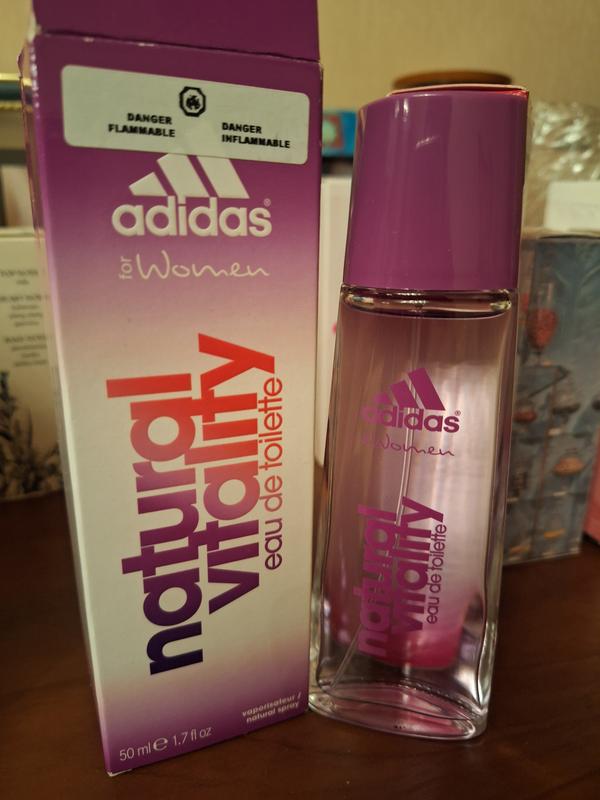 DANGER
FLAMMABLE
DANGER
INFLAMMABLE
adidas®
for Women
natural
vitality
eau de toilette
vaporisateur /
natural spray
50 ml e 1.7 fl oz
adidas®
for Women
natural
vitality
eau de toilette